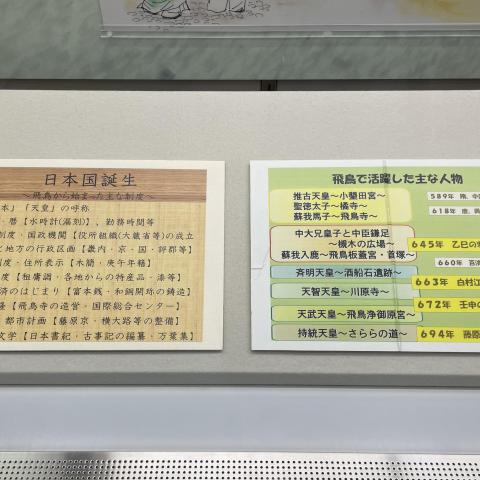 日本国誕生
～飛鳥から始まった主な制度～
本」「天皇」の呼称
・暦【水時計(漏刻)】、勤務時間等
制度・国政機関【役所組織(大蔵省等)の成立
と地方の行政区画【畿内・京・国・評郡等】
制度・住所表示【木簡・庚午年籍】
度【租庸調・各地からの特産品・漆等】
済のはじまり【富本銭・和銅開珎の鋳造】
隆【飛鳥寺の造営・国際総合センター】
・都市計画【藤原京・横大路等の整備】
文学【日本書紀・古事記の編纂・万葉集】
飛鳥で活躍した主な人物
推古天皇～小墾田宮～
聖徳太子～橘寺～
蘇我馬子～飛鳥寺～
589年 隋、中国
618年 唐、
中大兄皇子と中臣鎌足
～槻木の広場～
蘇我入鹿～飛鳥板蓋宮・首塚～
645年 乙巳の
660年 百済
斉明天皇～酒船石遺跡～
663年 白村江
天智天皇～川原寺～
672年 壬申の
天武天皇～飛鳥浄御原宮～
持統天皇～さららの道～
694年 藤原